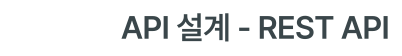 API 설계 - REST API